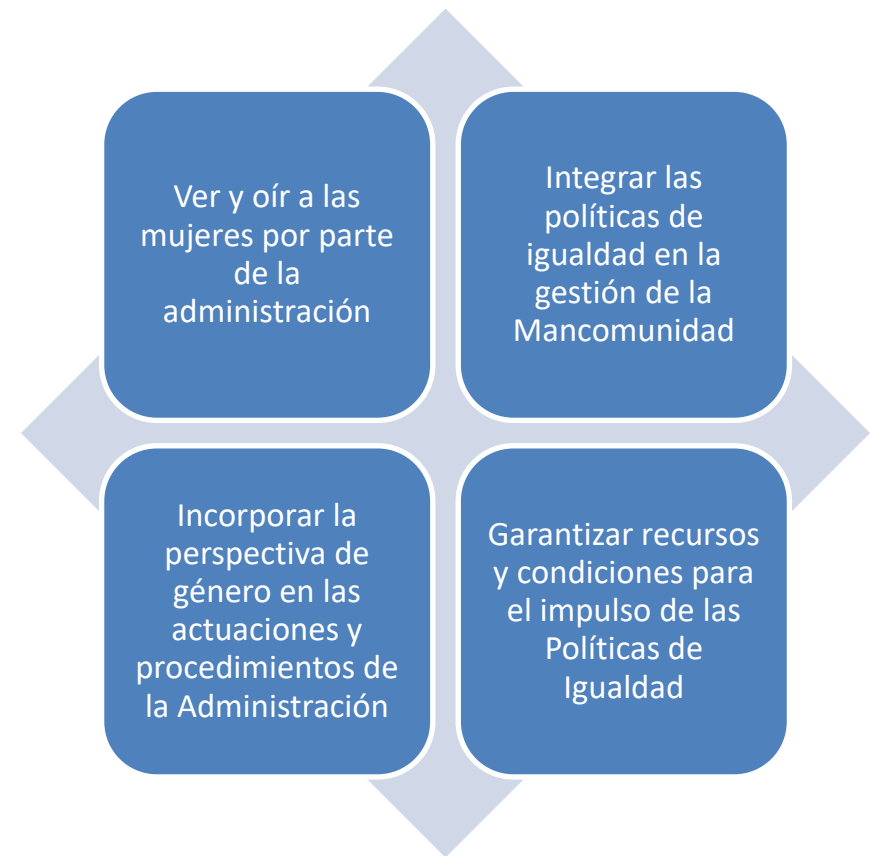 Ver y oír a las
mujeres por parte
de la
administración
Integrar las
políticas de
igualdad en la
gestión de la
Mancomunidad
Incorporar la
perspectiva de
género en las
actuaciones y
procedimientos de
la Administración
Garantizar recursos
y condiciones para
el impulso de las
Políticas de
Igualdad